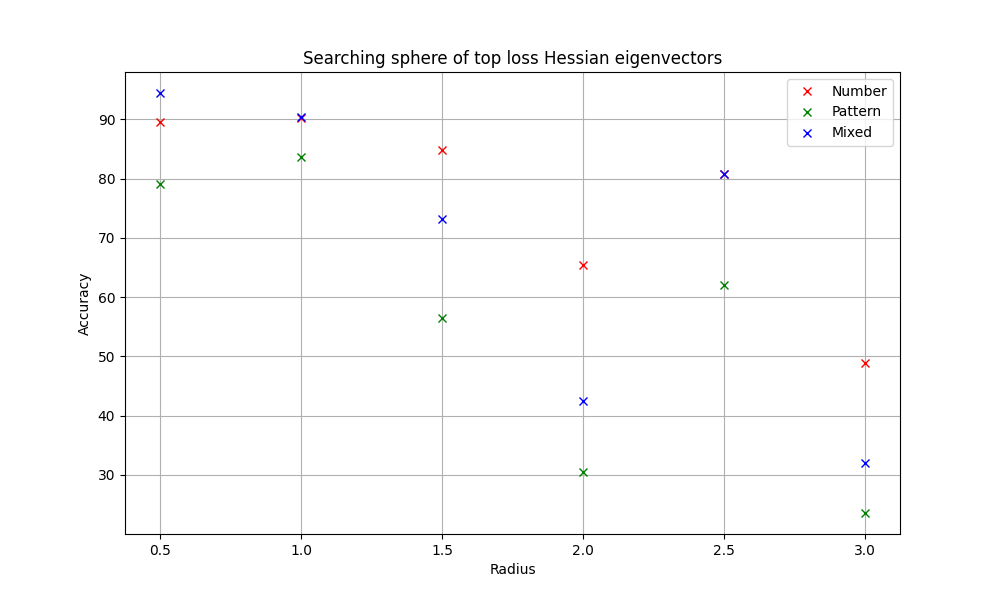 Searching sphere of top loss Hessian eigenvectors
Number
Pattern
Mixed
Accuracy
90
80
70
60
50
40
30
0.5 1.0 1.5 2.0 2.5 3.0
Radius